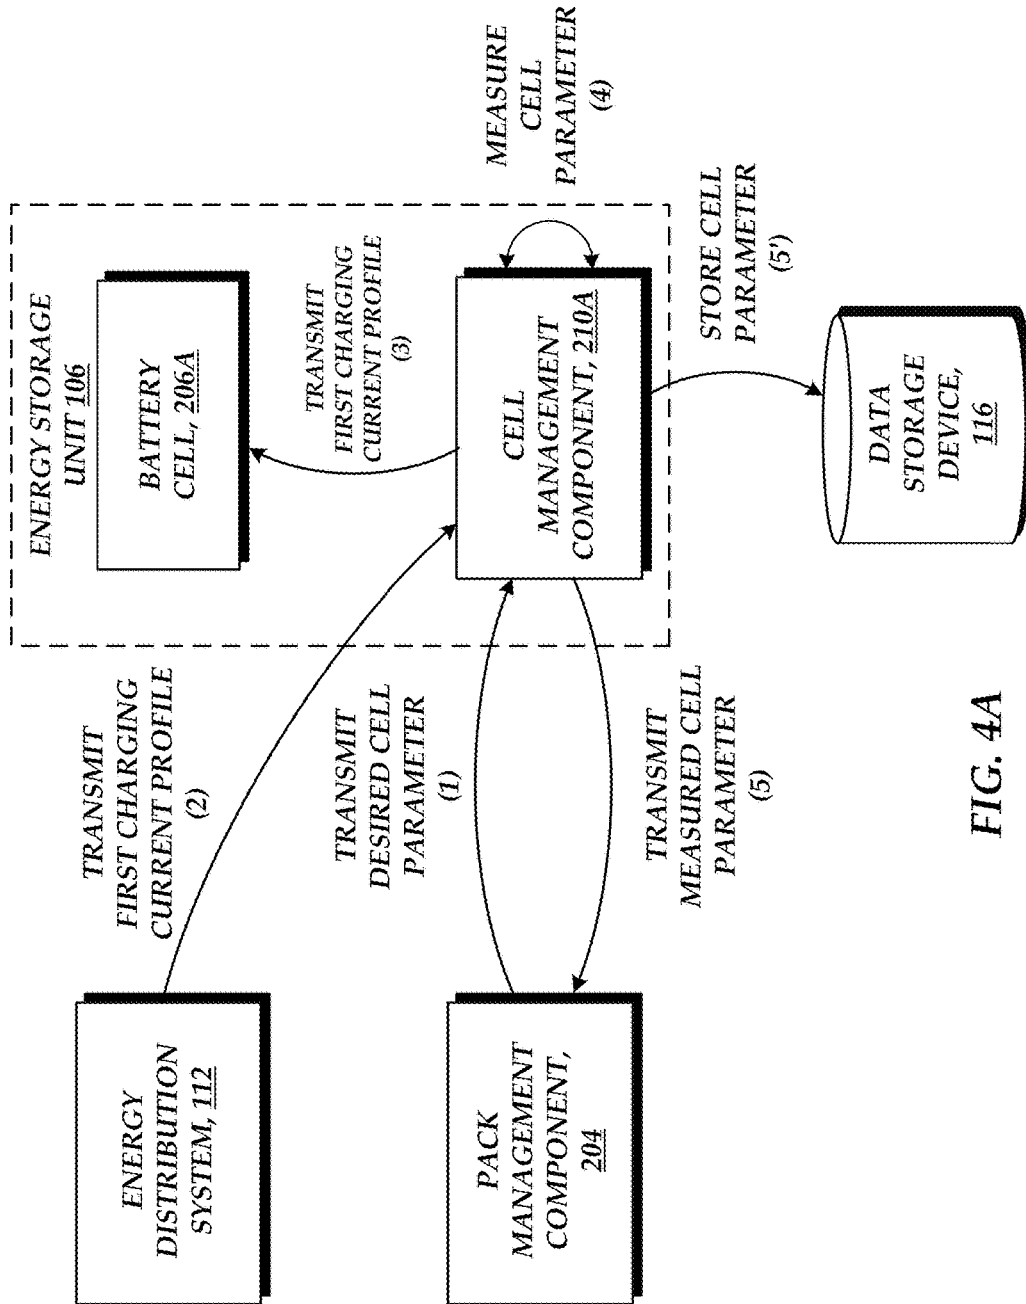 ENERGY
DISTRIBUTION
SYSTEM, 112
TRANSMIT
FIRST CHARGING
CURRENT PROFILE
(2)
ENERGY STORAGE
UNIT 106
BATTERY
CELL, 206A
TRANSMIT
FIRST CHARGING
CURRENT PROFILE
(3)
PACK
MANAGEMENT
COMPONENT,
204
TRANSMIT
DESIRED CELL
PARAMETER
(1)
CELL
MANAGEMENT
COMPONENT, 210A
MEASURE
CELL
PARAMETER
(4)
TRANSMIT
MEASURED CELL
PARAMETER
(5)
STORE CELL
PARAMETER
(5')
DATA
STORAGE
DEVICE,
116
FIG. 4A